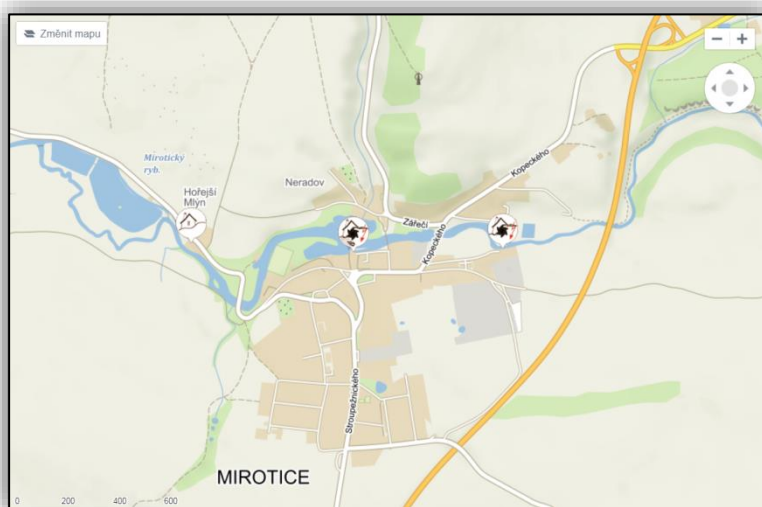 Změnit mapu
Mirotický
ryb.
Hořejší
Mlýn
Neradov
Kopeckého
Zářečí
Kopeckého
Stroupežnického
MIROTICE
0 200 400 600